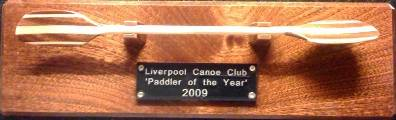 Liverpool Canoe Club
'Paddler of the Year'
2009